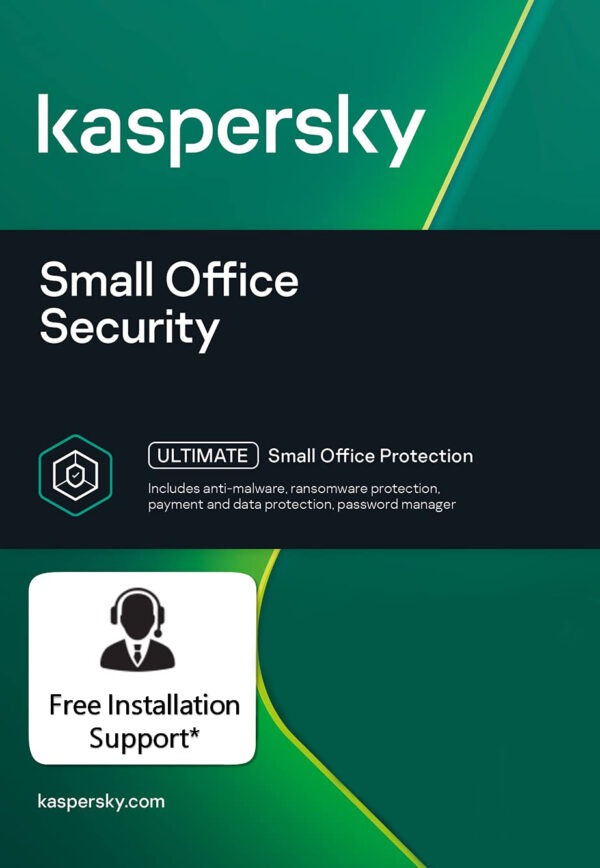 kaspersky
Small Office
Security
ULTIMATE Small Office Protection
Includes anti-malware, ransomware protection,
payment and data protection, password manager
Free Installation
Support*
kaspersky.com